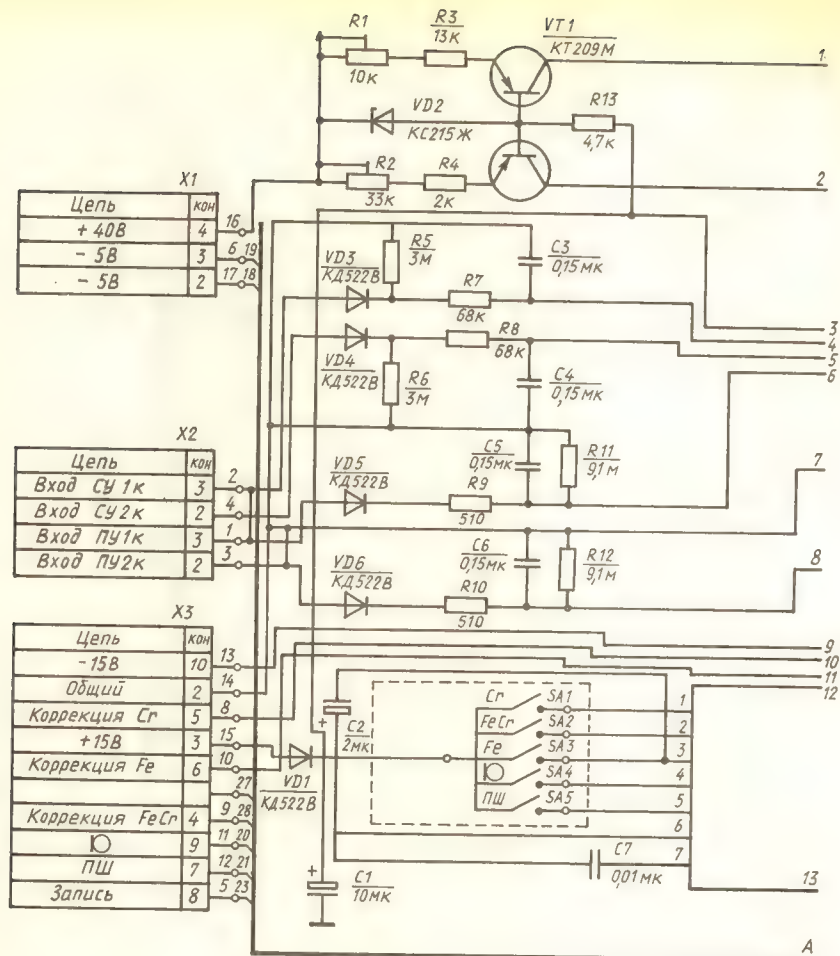 R1
10к
R3
13к
VT1
КТ209М
1
VD2
КС215Ж
R13
4,7к
R2
33к
R4
2к
2
X1
Цепь кон
+ 40В 4 16
- 5В 3 6 19
- 5В 2 17 18
VD3
КД522В
R5
3м
C3
0,15мк
R7
68к
3
4
5
6
VD4
КД522В
R8
68к
R6
3м
C4
0,15мк
X2
Цепь кон
Вход СУ1к 3 2
Вход СУ2к 2 4
Вход ПУ1к 3 1
Вход ПУ2к 2 3
VD5
КД522В
C5
0,15мк
R9
510
R11
9,1м
7
VD6
КД522В
C6
0,15мк
R10
510
R12
9,1м
8
X3
Цепь кон
-15В 10 13
Общий 2 14
Коррекция Cr 5 8
+15В 3 15
Коррекция Fe 6 10
27
Коррекция FeCr 4 9 28
9 11 20
ПШ 7 12 21
Запись 8 5 23
9
10
11
12
+
C2
2мк
VD1
КД522В
Cr SA1 1
FeCr SA2 2
Fe SA3 3
SA4 4
ПШ SA5 5
6
7
C7
0,01мк
+
C1
10мк
13
А